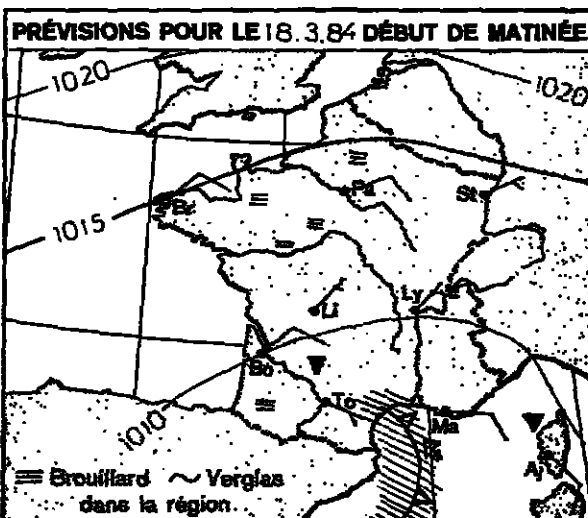 PRÉVISIONS POUR LE 18.3.84 DÉBUT DE MATINÉE
1020
1020
Pa
St
Br
1015
Ly
Li
Bo
To
Ma
1010
Aj
Brouillard Verglas
dans la région